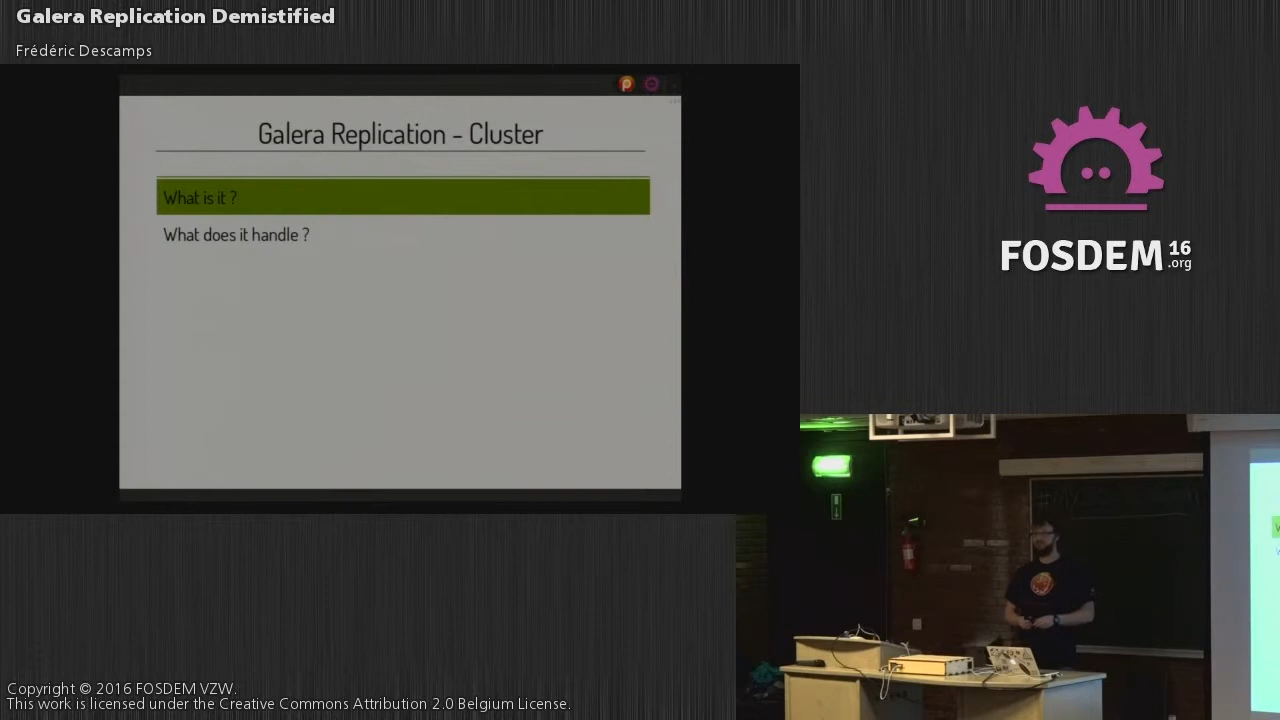 Galera Replication Demistified
Frédéric Descamps
Galera Replication - Cluster
What is it ?
What does it handle ?
FOSDEM 16
.org
Copyright © 2016 FOSDEM VZW.
This work is licensed under the Creative Commons Attribution 2.0 Belgium License.